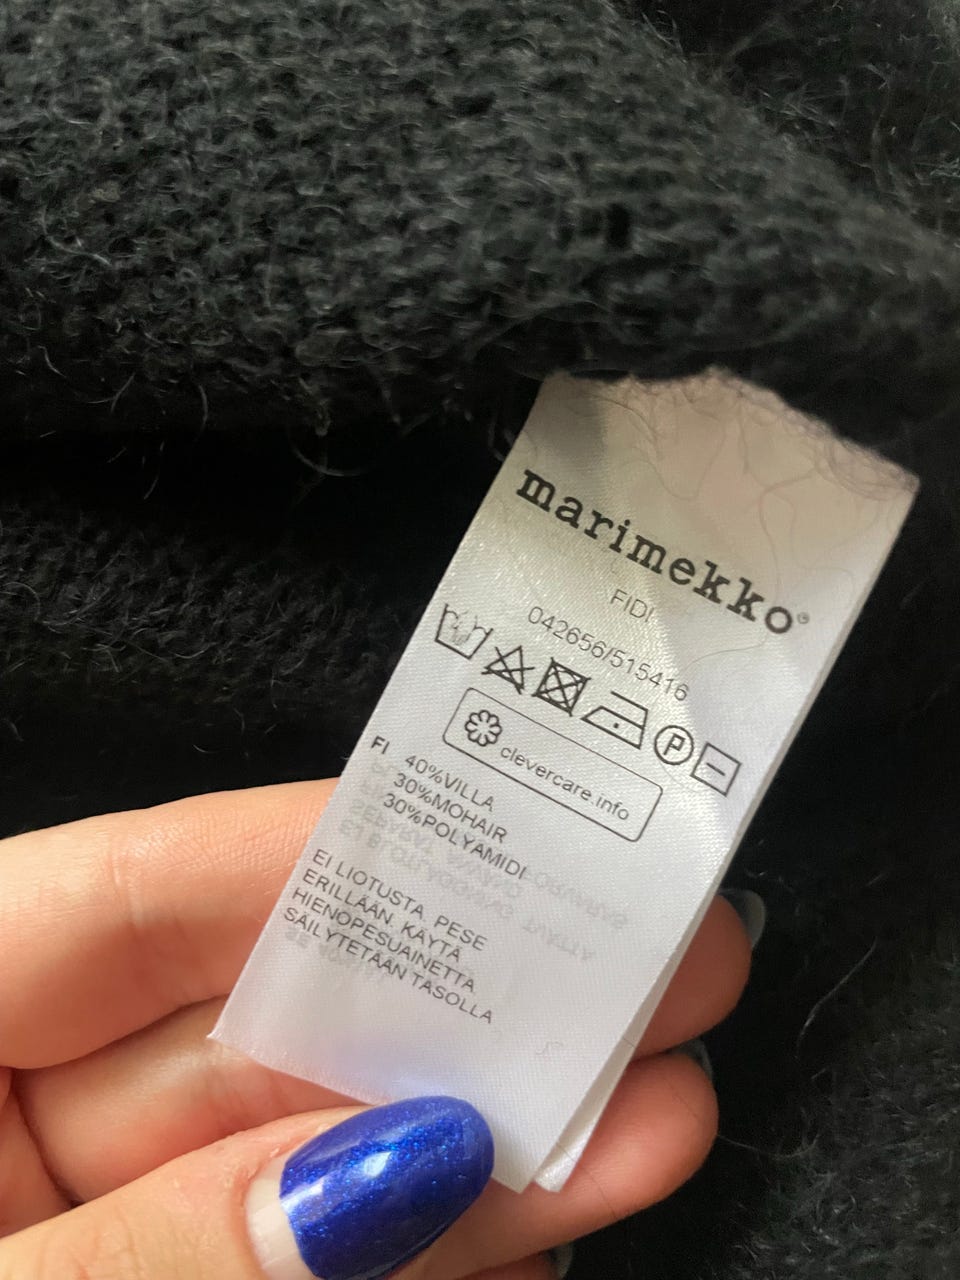 marimekko®
FIDI
042656/515416
P
clevercare.info
FI
40%VILLA
30%MOHAIR
30%POLYAMIDI
EI LIOTUSTA, PESE
ERILLÄÄN, KÄYTÄ
HIENOPESUAINETTA
SÄILYTETÄÄN TASOLLA